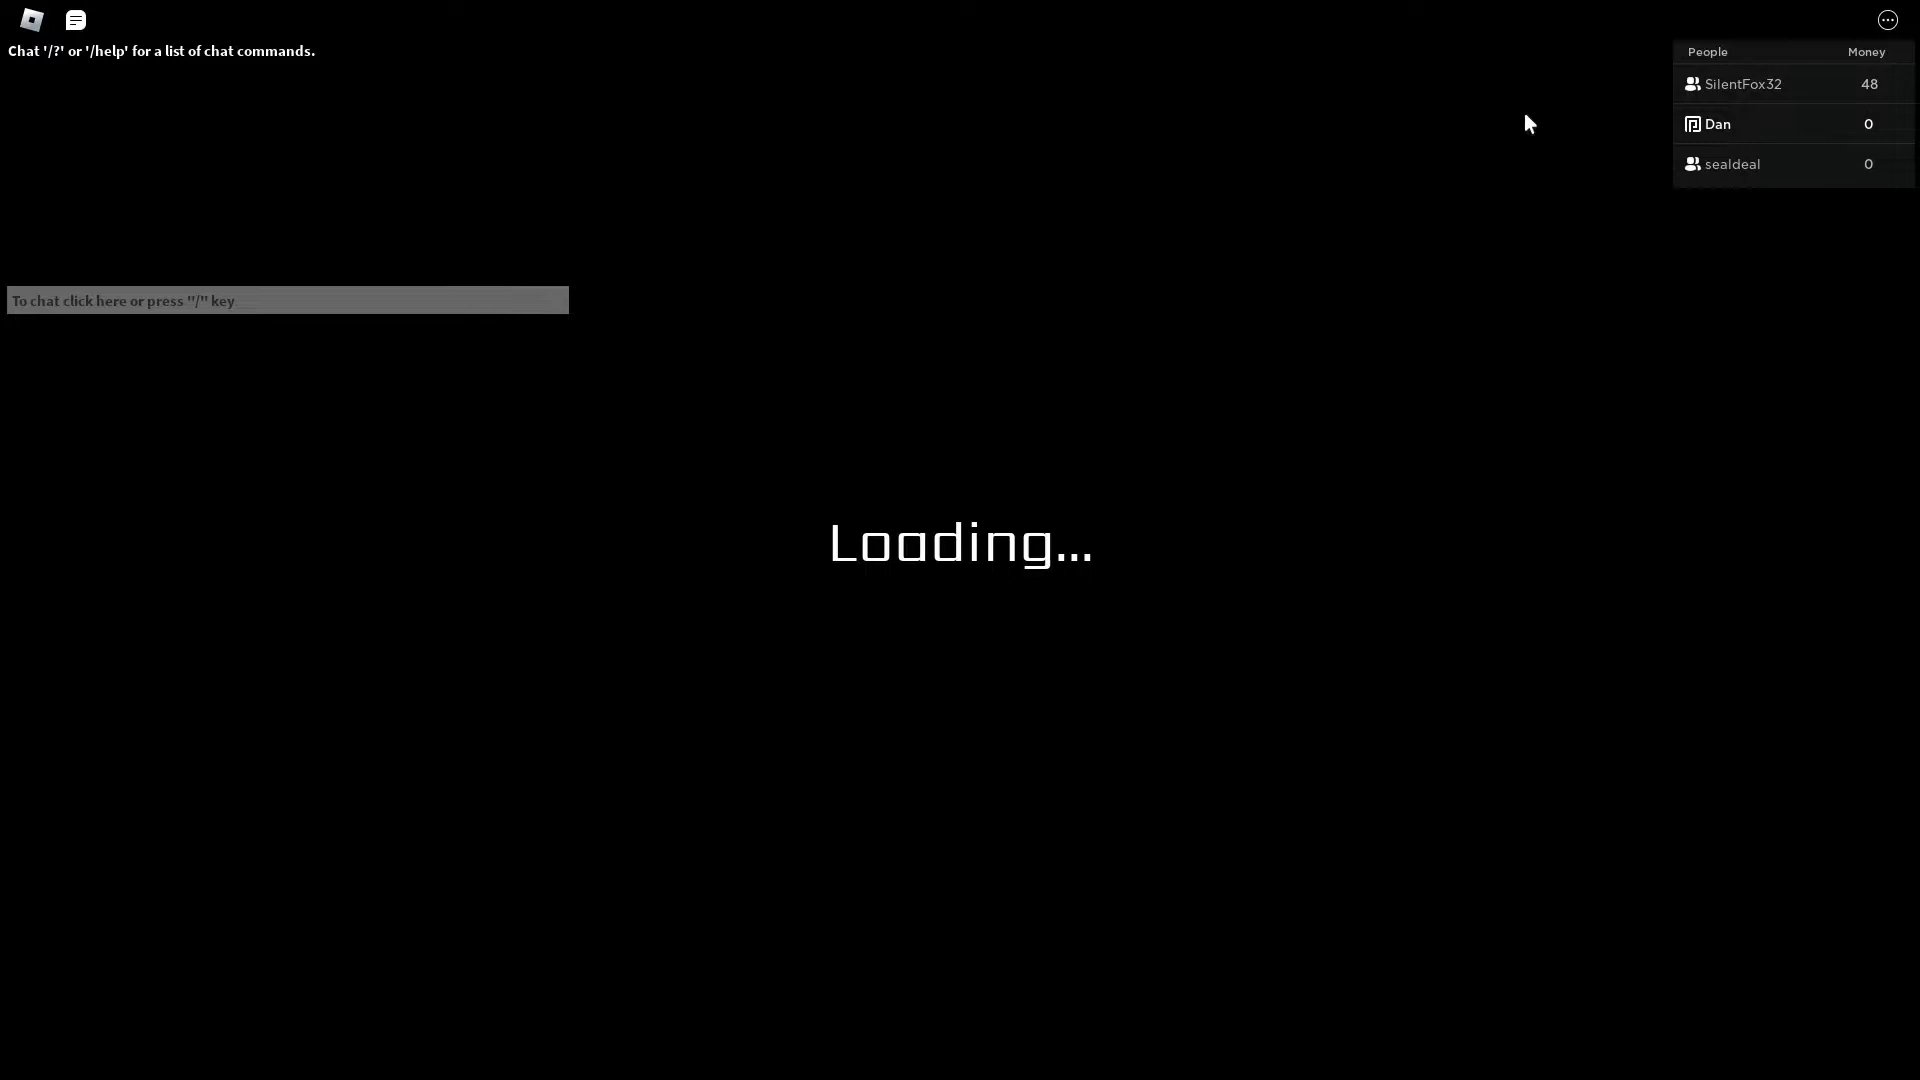 Chat '/?' or '/help' for a list of chat commands.
People Money
SilentFox32 48
Dan 0
sealdeal 0
To chat click here or press "/" key
Loading...